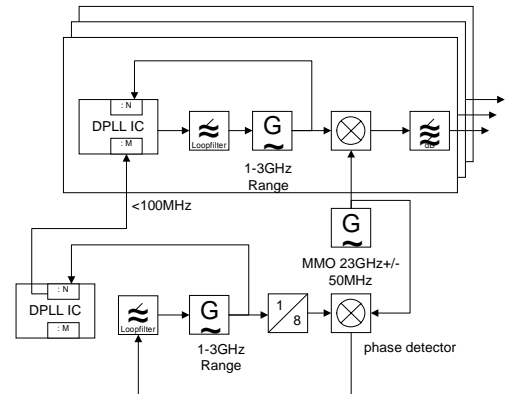 : N
DPLL IC
: M
Loopfilter
G
1-3GHz
Range
dB
<100MHz
G
MMO 23GHz+/-
50MHz
: N
DPLL IC
: M
Loopfilter
G
1-3GHz
Range
1
8
phase detector